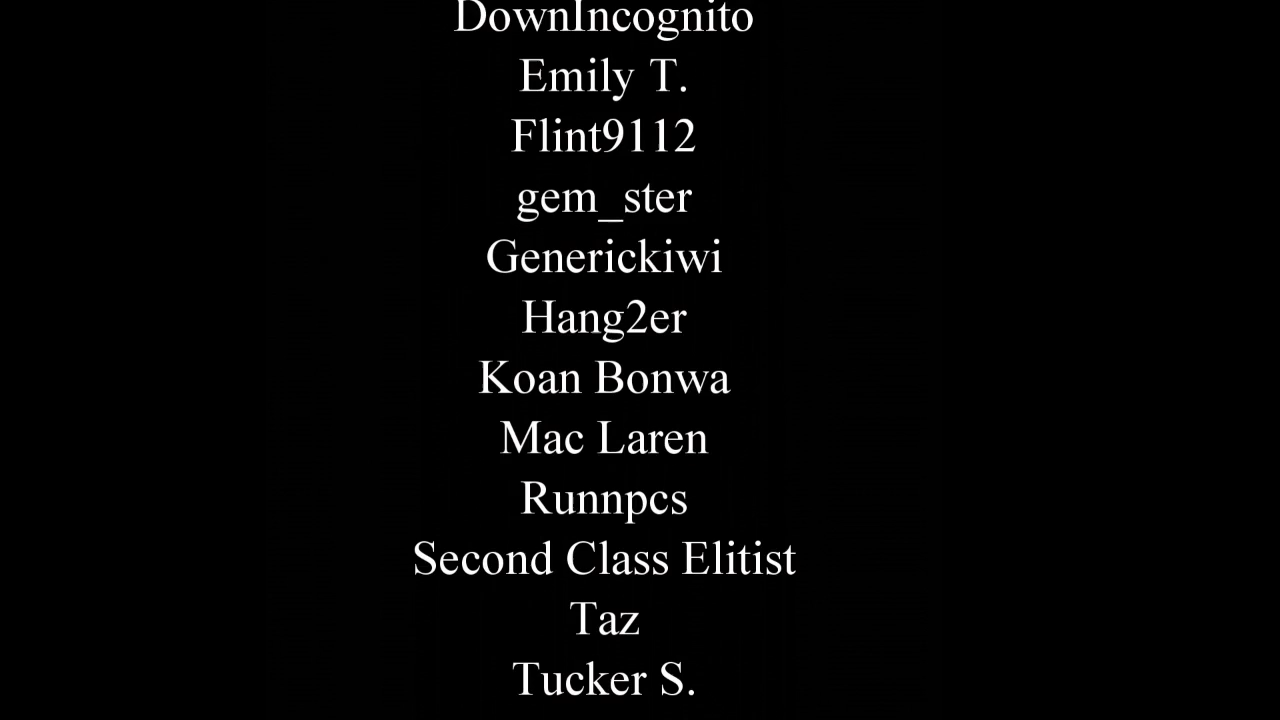 DownIncognito
Emily T.
Flint9112
gem_ster
Generickiwi
Hang2er
Koan Bonwa
Mac Laren
Runnpcs
Second Class Elitist
Taz
Tucker S.